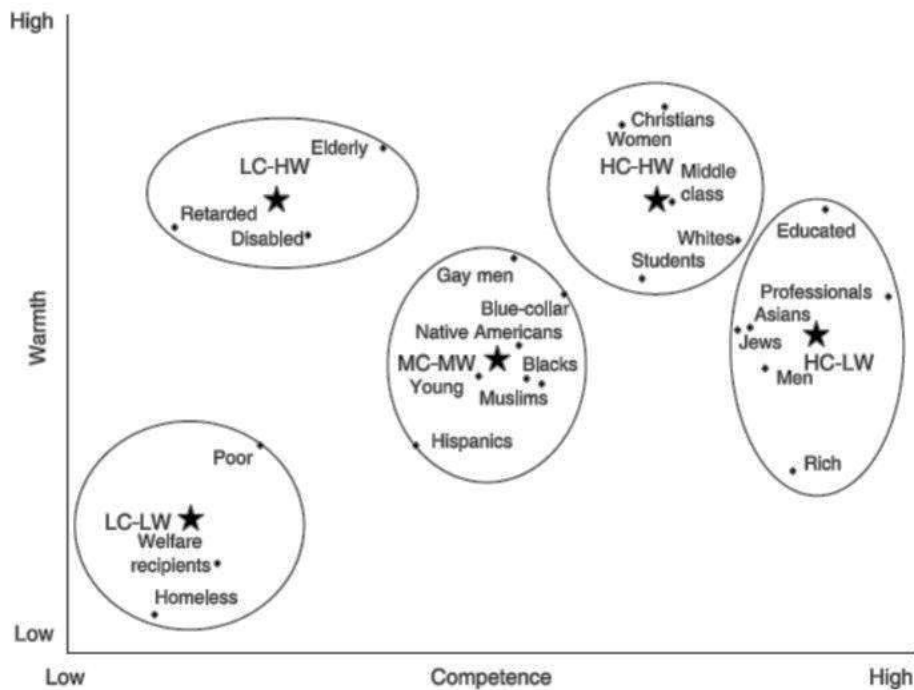 High
Christians
Women
Elderly
LC-HW
HC-HW
Middle
class
Retarded
Disabled
Whites
Students
Educated
Gay men
Blue-collar
Professionals
Native Americans
Asians
Jews
MC-MW
Blacks
HC-LW
Young
Muslims
Men
Hispanics
Poor
Rich
LC-LW
Welfare
recipients
Homeless
Warmth
Low
Low
Competence
High